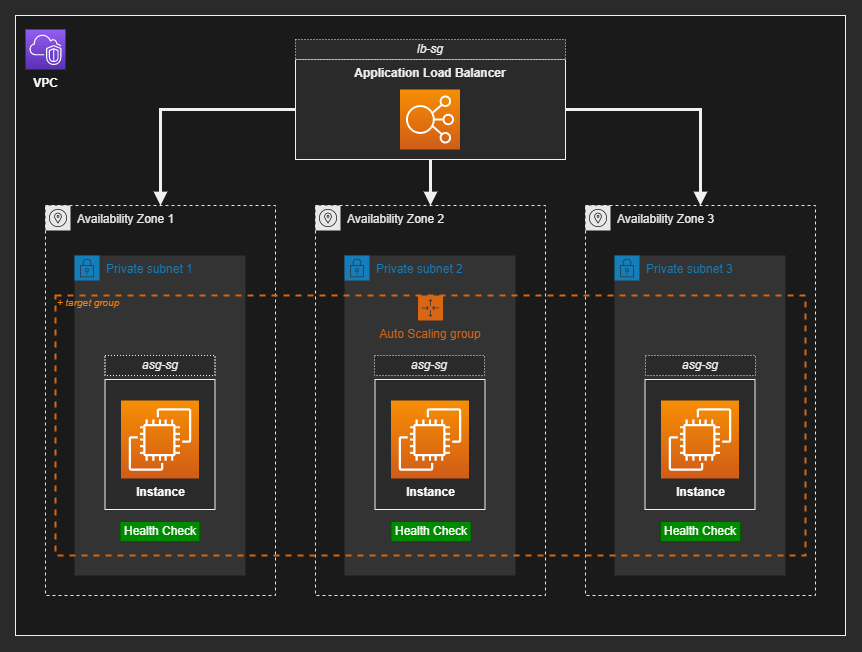 lb-sg
Application Load Balancer
VPC
Availability Zone 1
Availability Zone 2
Availability Zone 3
Private subnet 1
Private subnet 2
Private subnet 3
+ target group
Auto Scaling group
asg-sg
asg-sg
asg-sg
Instance
Instance
Instance
Health Check
Health Check
Health Check